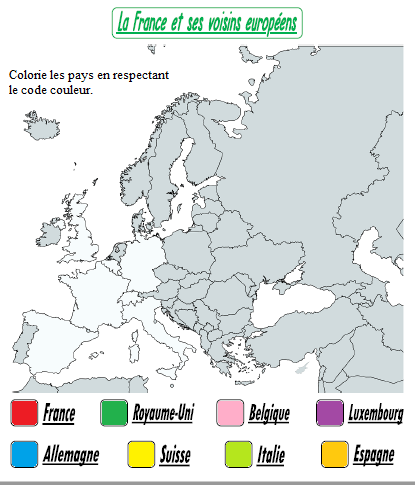 La France et ses voisins européens
Colorie les pays en respectant
le code couleur.
France
Royaume-Uni
Belgique
Luxembourg
Allemagne
Suisse
Italie
Espagne